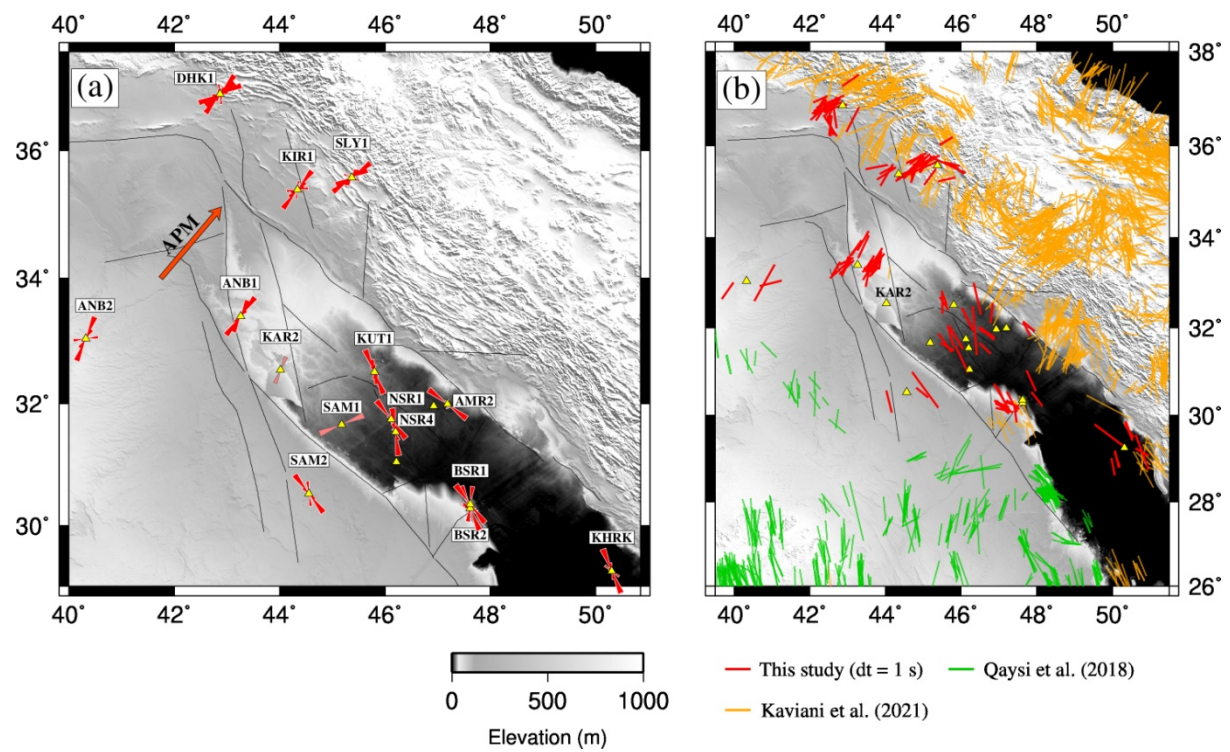 40˚ 42˚ 44˚ 46˚ 48˚ 50˚
40˚ 42˚ 44˚ 46˚ 48˚ 50˚
38˚
(a)
(b)
DHK1
36˚
36˚
KIR1
SLY1
APM
34˚
34˚
ANB2
ANB1
KAR2
KAR2
KUT1
32˚
32˚
NSR1
AMR2
SAM1
NSR4
SAM2
BSR1
30˚
30˚
BSR2
KHRK
28˚
26˚
40˚ 42˚ 44˚ 46˚ 48˚ 50˚
40˚ 42˚ 44˚ 46˚ 48˚ 50˚
0 500 1000
Elevation (m)
This study (dt = 1 s)
Qaysi et al. (2018)
Kaviani et al. (2021)